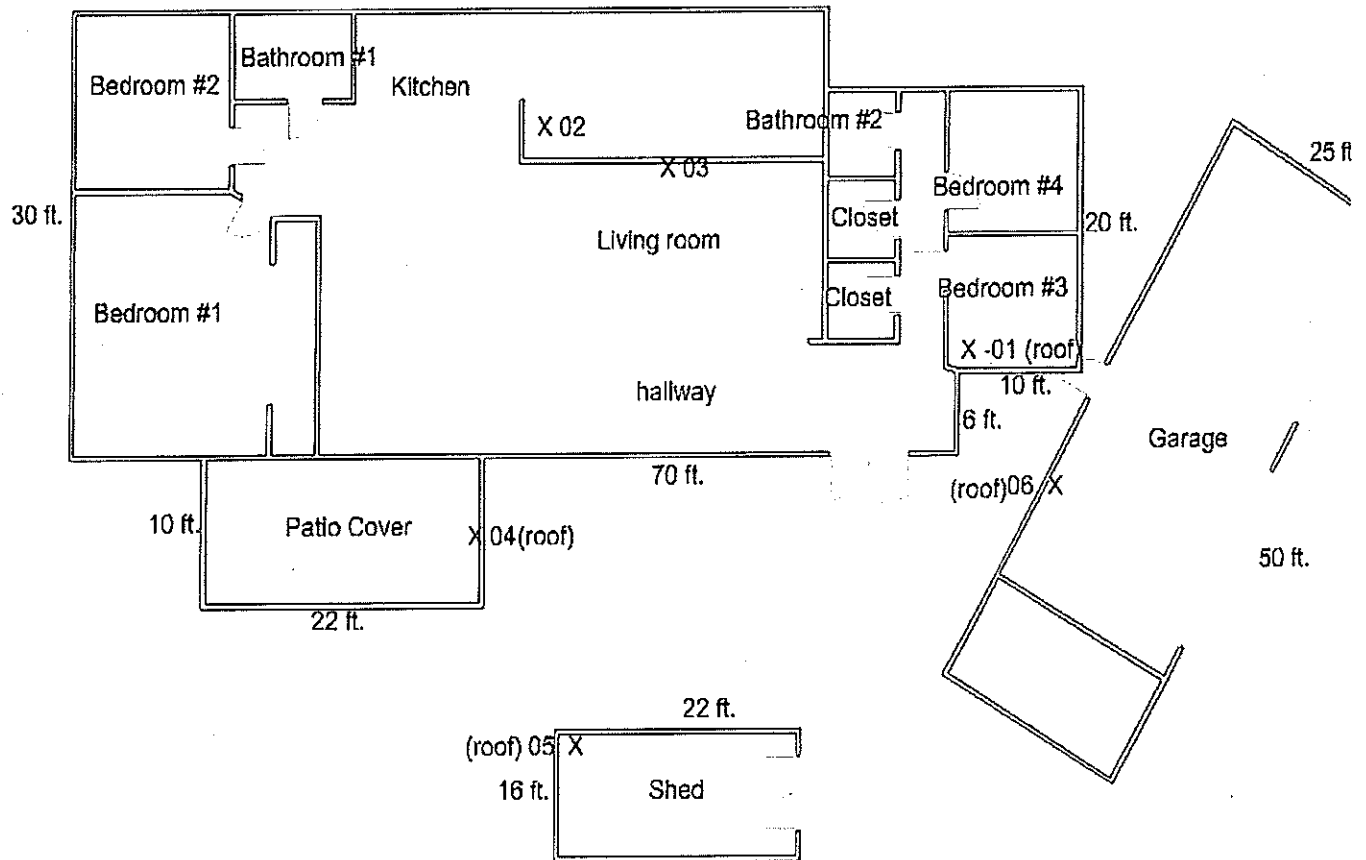 Bathroom #1
Bedroom #2
Kitchen
X 02
Bathroom #2
25 ft
X 03
Bedroom #4
30 ft.
Closet
20 ft.
Living room
Bedroom #3
Closet
Bedroom #1
X -01 (roof)
10 ft.
hallway
6 ft.
Garage
70 ft.
(roof)06 X
10 ft.
Patio Cover
X 04(roof)
50 ft.
22 ft.
22 ft.
(roof) 05 X
16 ft.
Shed